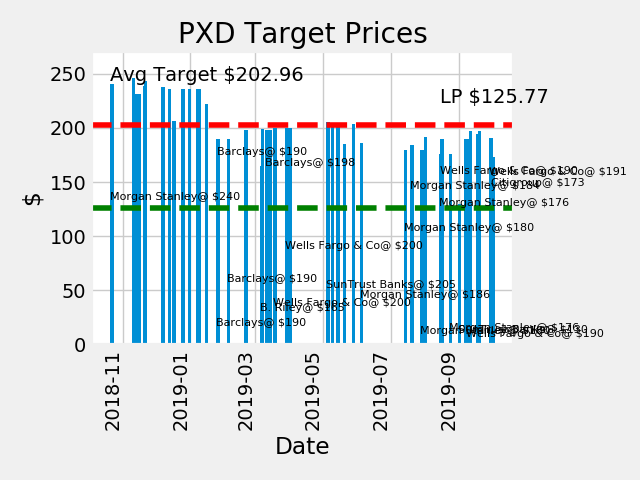 PXD Target Prices
Avg Target $202.96
LP $125.77
Barclays@ $190
Barclays@ $198
Wells Fargo & Co@ $190
Wells Fargo & Co@ $191
Citigroup@ $173
Morgan Stanley@ $184
Morgan Stanley@ $240
Morgan Stanley@ $176
Morgan Stanley@ $180
Wells Fargo & Co@ $200
Barclays@ $190
SunTrust Banks@ $205
Morgan Stanley@ $186
Wells Fargo & Co@ $200
B. Riley@ $165
Barclays@ $190
Morgan Stanley@ $176
Wells Fargo & Co@ $190
250
200
150
100
50
0
$
2018-11
2019-01
2019-03
2019-05
2019-07
2019-09
Date